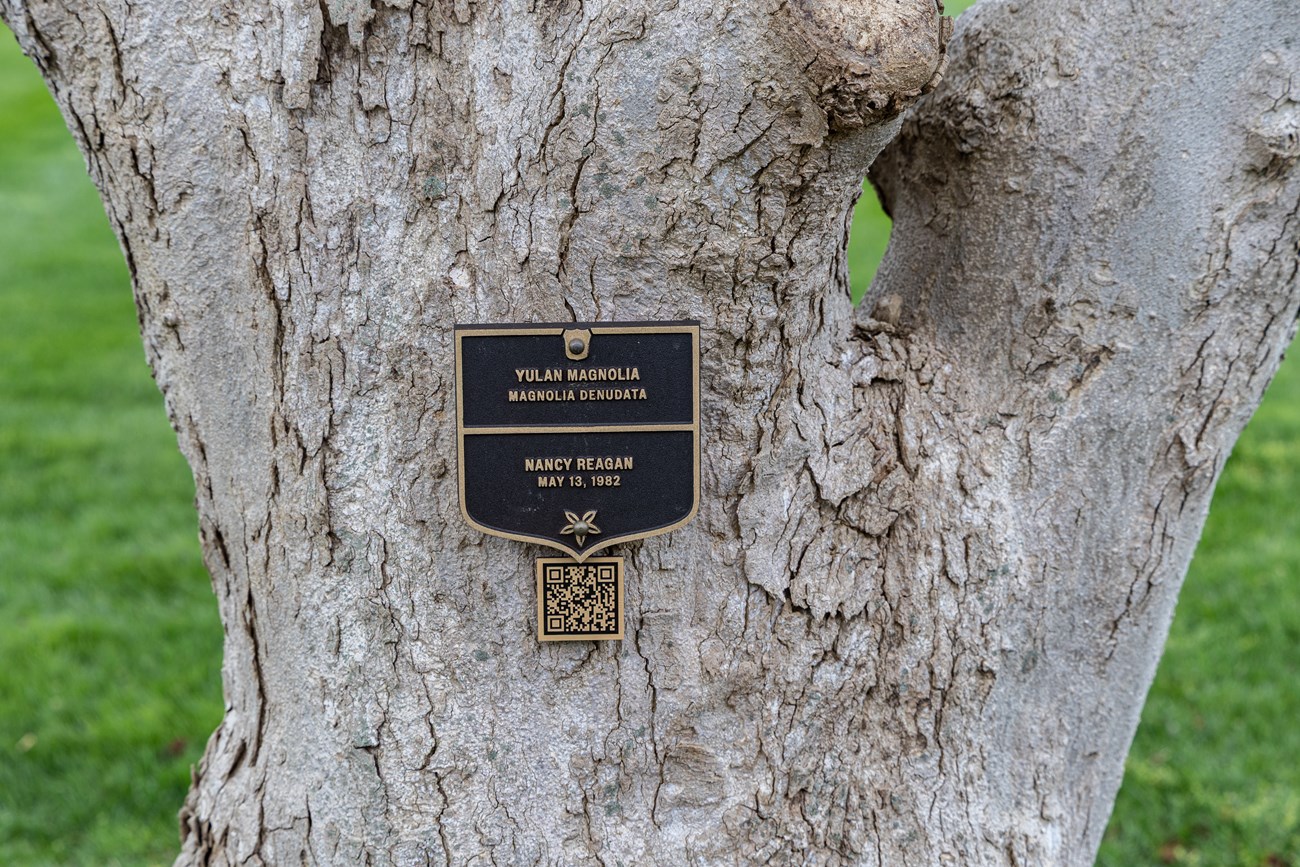 YULAN MAGNOLIA
MAGNOLIA DENUDATA
NANCY REAGAN
MAY 13, 1982